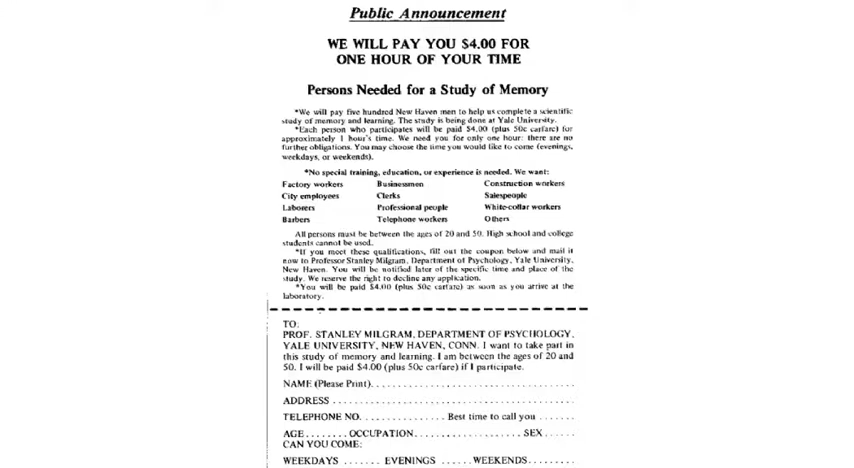 Public Announcement
WE WILL PAY YOU $4.00 FOR
ONE HOUR OF YOUR TIME
Persons Needed for a Study of Memory
*We will pay five hundred New Haven men to help us complete a scientific
study of memory and learning. The study is being done at Yale University.
*Each person who participates will be paid $4.00 (plus 50c carfare) for
approximately 1 hour's time. We need you for only one hour: there are no
further obligations. You may choose the time you would like to come (evenings,
weekdays, or weekends).
*No special training, education, or experience is needed. We want:
Factory workers Businessmen Construction workers
City employees Clerks Salespeople
Laborers Professional people White-collar workers
Barbers Telephone workers Others
All persons must be between the ages of 20 and 50. High school and college
students cannot be used.
*If you meet these qualifications, fill out the coupon below and mail it
now to Professor Stanley Milgram, Department of Psychology, Yale University,
New Haven. You will be notified later of the specific time and place of the
study. We reserve the right to decline any application.
*You will be paid $4.00 (plus 50c carfare) as soon as you arrive at the
laboratory.
TO:
PROF. STANLEY MILGRAM, DEPARTMENT OF PSYCHOLOGY,
YALE UNIVERSITY, NEW HAVEN, CONN. I want to take part in
this study of memory and learning. I am between the ages of 20 and
50. I will be paid $4.00 (plus 50c carfare) if I participate.
NAME (Please Print)
ADDRESS
TELEPHONE NO. Best time to call you
AGE OCCUPATION SEX
CAN YOU COME:
WEEKDAYS EVENINGS WEEKENDS